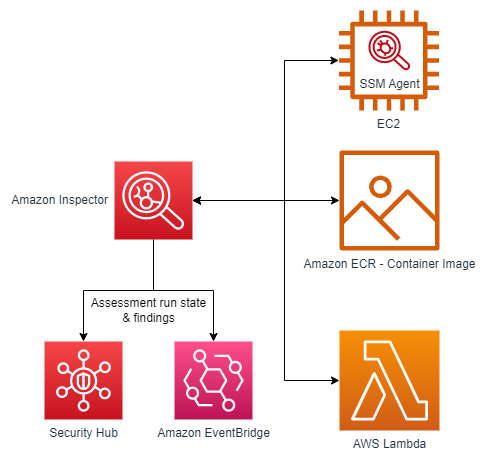 SSM Agent
EC2
Amazon Inspector
Amazon ECR - Container Image
Assessment run state
& findings
Security Hub
Amazon EventBridge
AWS Lambda